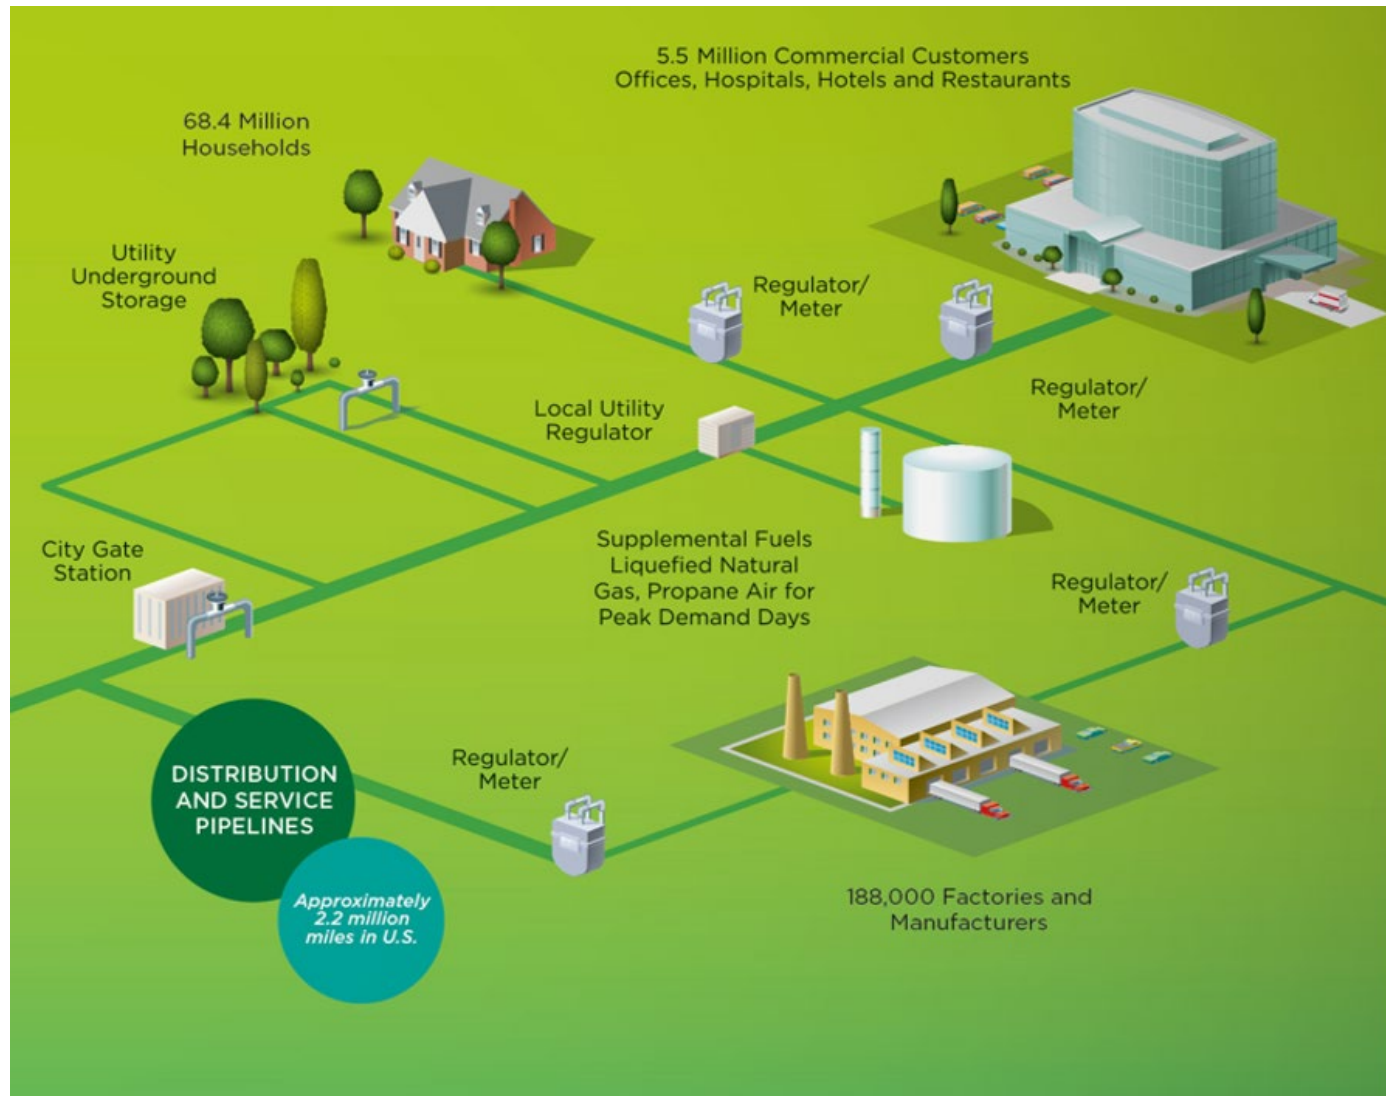 5.5 Million Commercial Customers
Offices, Hospitals, Hotels and Restaurants
68.4 Million
Households
Utility
Underground
Storage
Regulator/
Meter
Regulator/
Meter
Local Utility
Regulator
City Gate
Station
Supplemental Fuels
Liquefied Natural
Gas, Propane Air for
Peak Demand Days
Regulator/
Meter
Regulator/
Meter
DISTRIBUTION
AND SERVICE
PIPELINES
Approximately
2.2 million
miles in U.S.
188,000 Factories and
Manufacturers